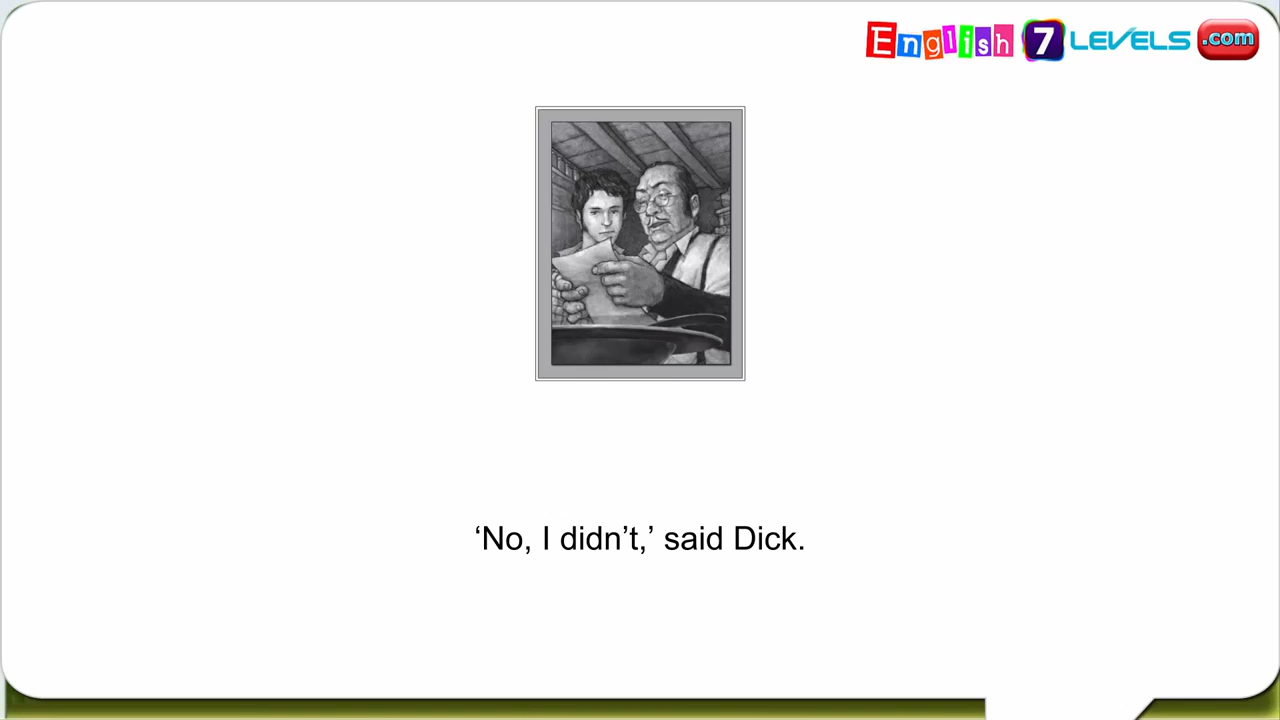 English 7 LEVELS .com
‘No, I didn’t,’ said Dick.